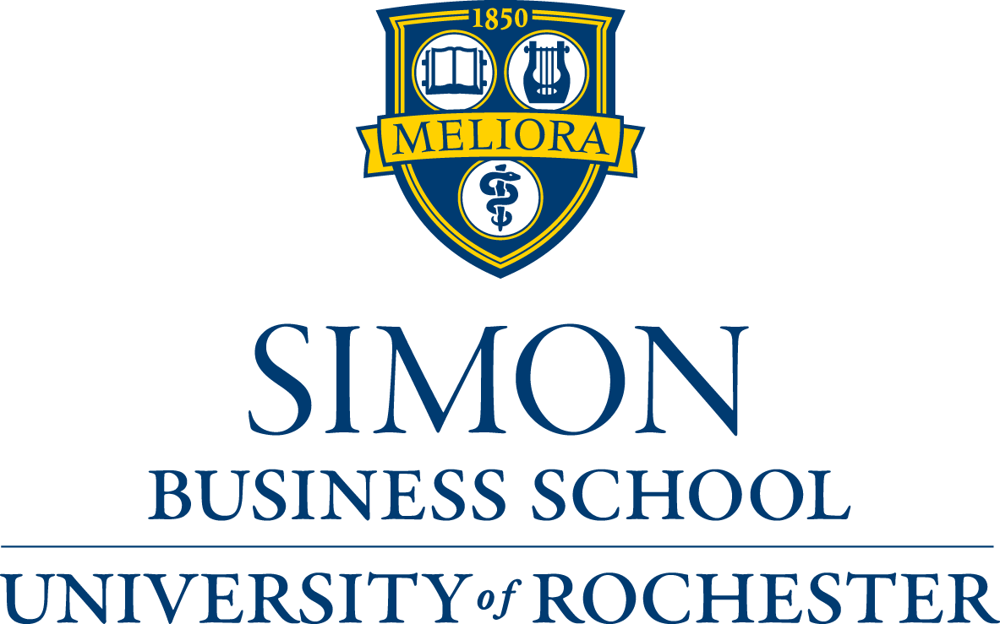 1850
MELIORA
SIMON
BUSINESS SCHOOL
UNIVERSITY of ROCHESTER